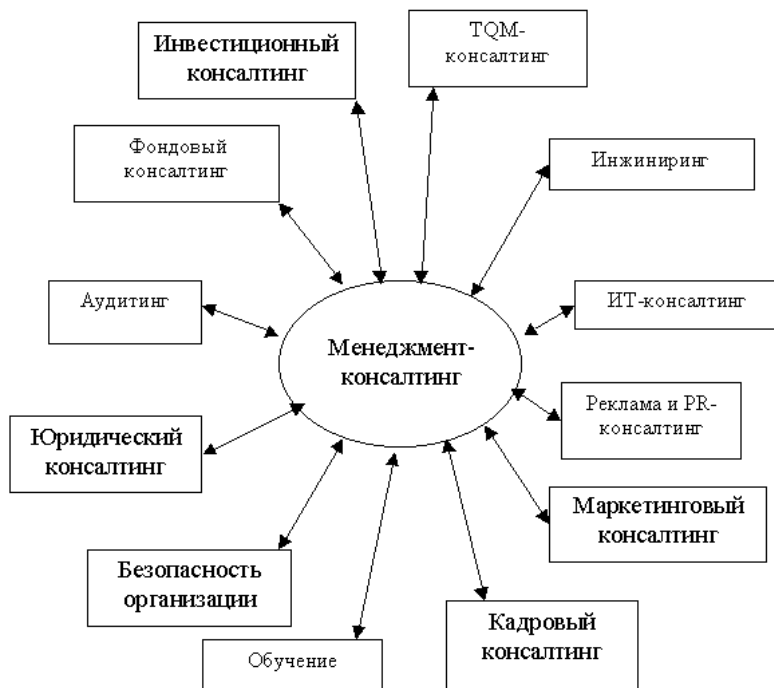 TQM-
консалтинг
Инвестиционный
консалтинг
Фондовый
консалтинг
Инжиниринг
Аудитинг
ИТ-консалтинг
Менеджмент-
консалтинг
Реклама и PR-
консалтинг
Юридический
консалтинг
Маркетинговый
консалтинг
Безопасность
организации
Кадровый
консалтинг
Обучение